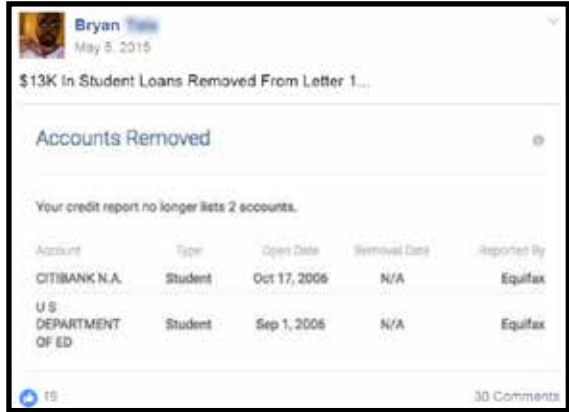 Bryan
May 5, 2015
$13K In Student Loans Removed From Letter 1...
Accounts Removed
Your credit report no longer lists 2 accounts.
Account Type Open Date Removal Date Reported By
CITIBANK N.A. Student Oct 17, 2006 N/A Equifax
U S
DEPARTMENT Student Sep 1, 2006 N/A Equifax
OF ED
19 30 Comments